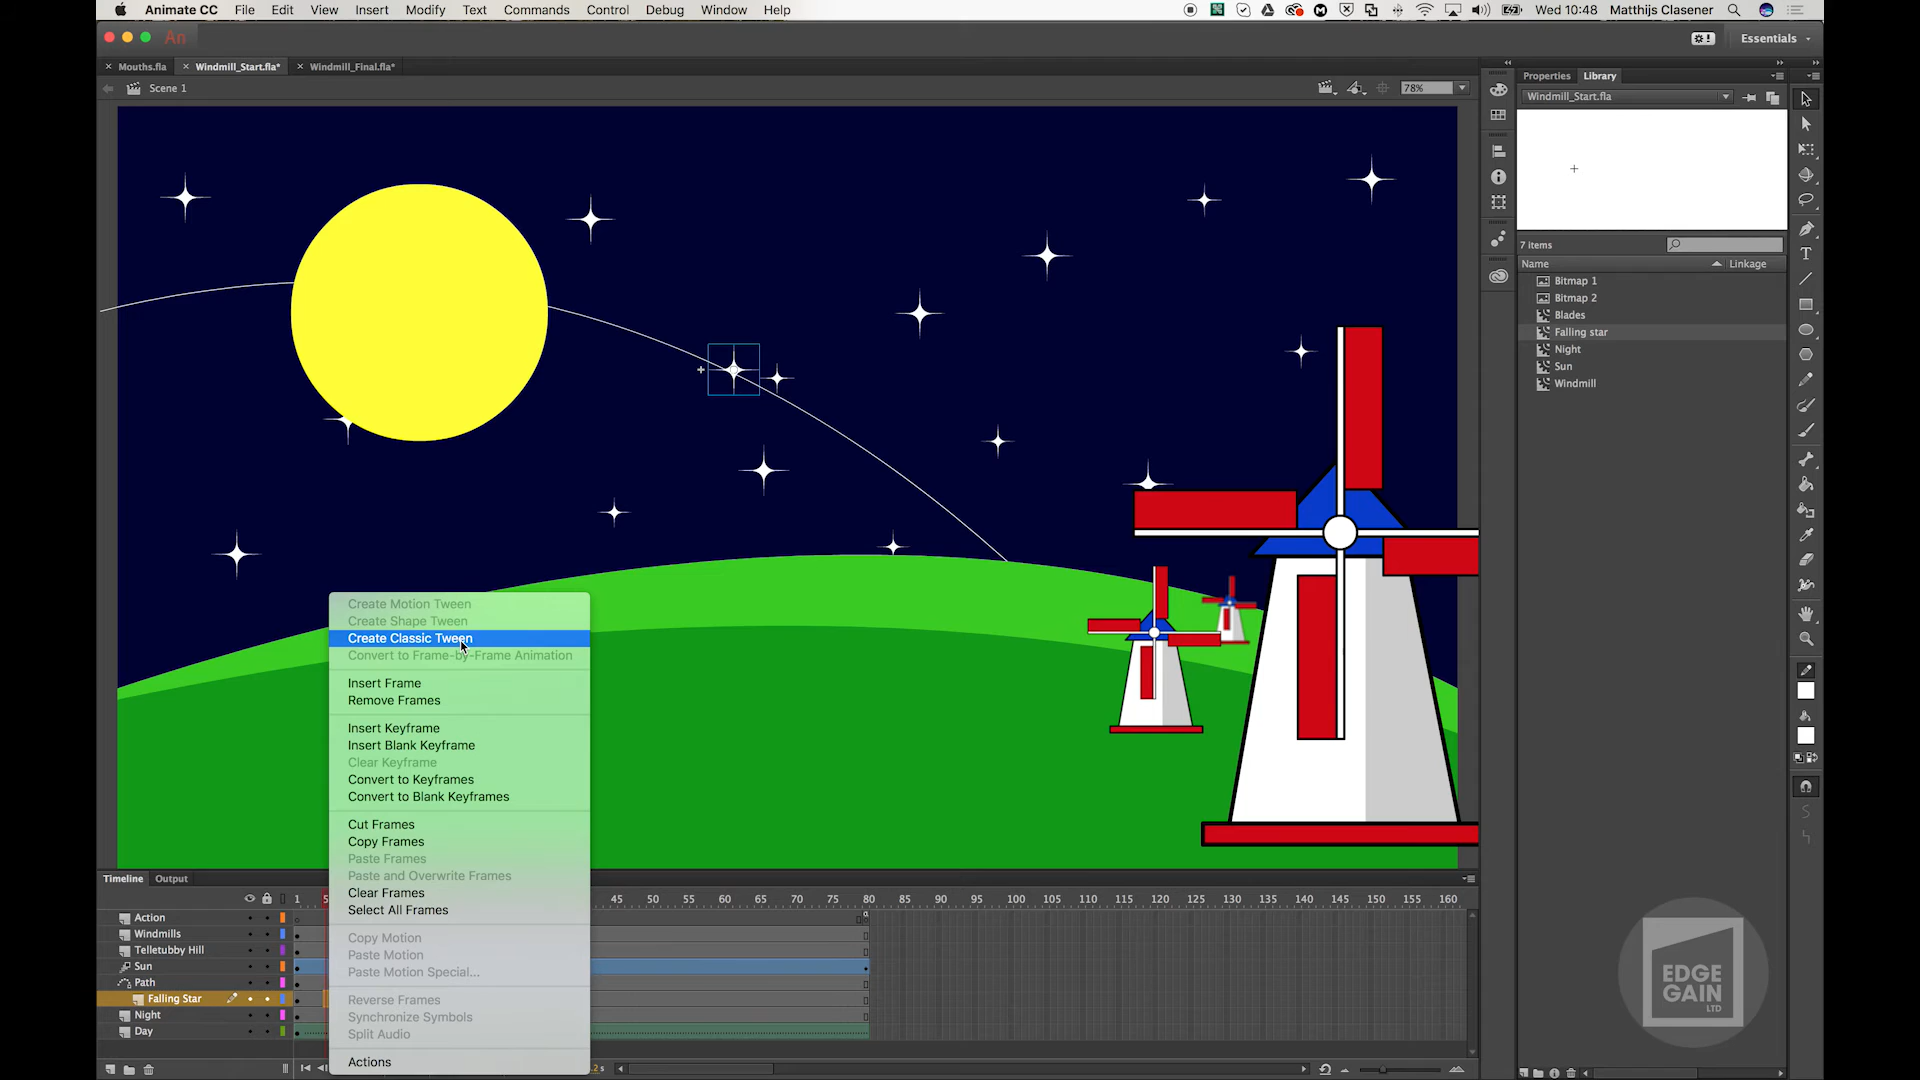 Animate CC File Edit View Insert Modify Text Commands Control Debug Window Help Wed 10:48 Matthijs Clasener
An Essentials
Mouths.fla Windmill_Start.fla* Windmill_Final.fla*
Scene 1 78%
Properties Library
Windmill_Start.fla
7 items
Name Linkage
Bitmap 1
Bitmap 2
Blades
Falling star
Night
Sun
Windmill
Create Motion Tween
Create Shape Tween
Create Classic Tween
Convert to Frame-by-Frame Animation
Insert Frame
Remove Frames
Insert Keyframe
Insert Blank Keyframe
Clear Keyframe
Convert to Keyframes
Convert to Blank Keyframes
Cut Frames
Copy Frames
Paste Frames
Paste and Overwrite Frames
Clear Frames
Select All Frames
Copy Motion
Paste Motion
Paste Motion Special...
Reverse Frames
Synchronize Symbols
Split Audio
Actions
Timeline Output
1 5 45 50 55 60 65 70 75 80 85 90 95 100 105 110 115 120 125 130 135 140 145 150 155 160
Action
Windmills
Telletubby Hill
Sun
Path
Falling Star
Night
Day
EDGE
GAIN
LTD